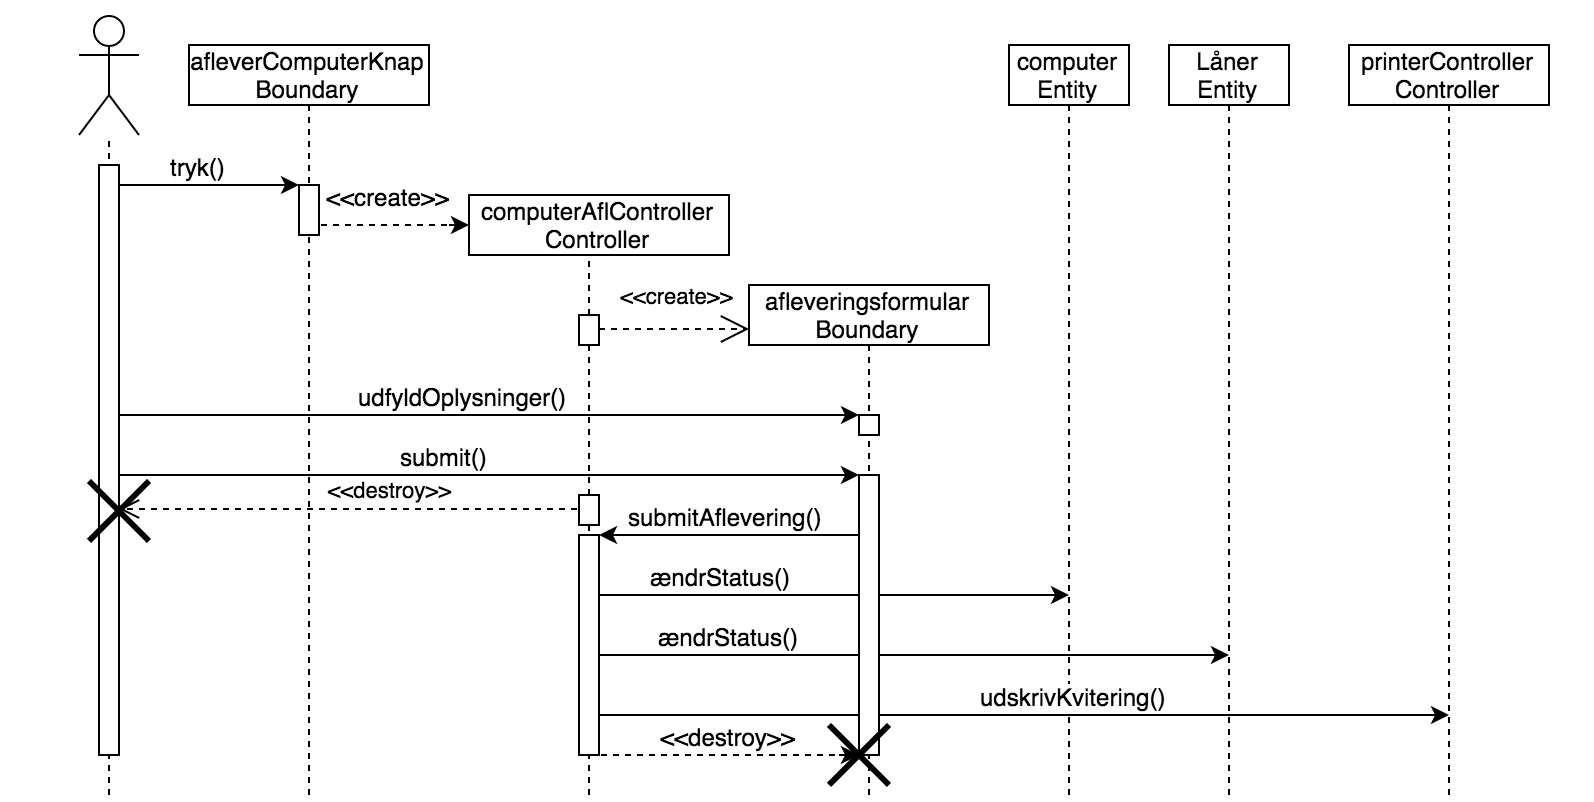 afleverComputerKnap
Boundary
computer
Entity
Låner
Entity
printerController
Controller
tryk()
<<create>>
computerAflController
Controller
<<create>>
afleveringsformular
Boundary
udfyldOplysninger()
submit()
<<destroy>>
submitAflevering()
ændrStatus()
ændrStatus()
udskrivKvitering()
<<destroy>>